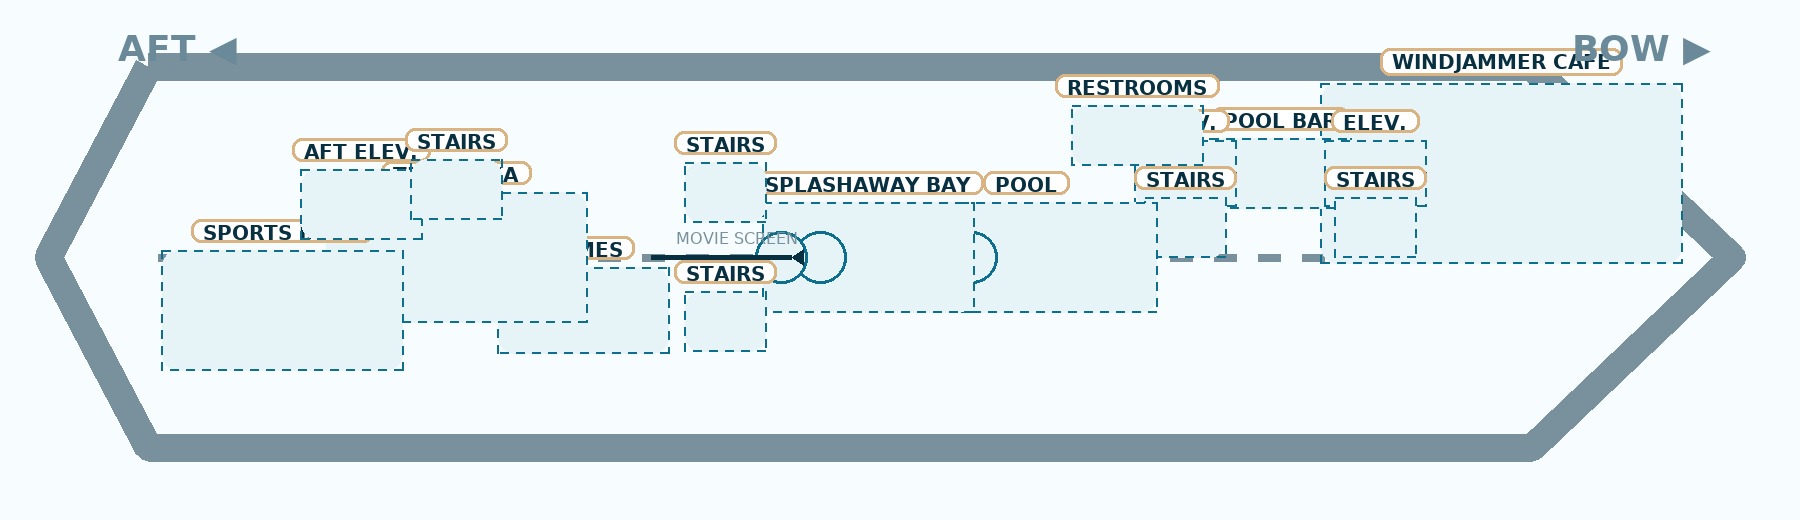 AFT ◀
BOW ▶
WINDJAMMER CAFE
RESTROOMS
POOL BAR
ELEV.
AFT ELEV.
STAIRS
STAIRS
SPLASHAWAY BAY
POOL
STAIRS
STAIRS
SPORTS
MOVIE SCREEN
STAIRS